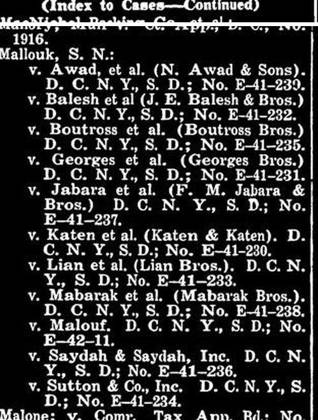 (Index to Cases—Continued)
1916.
Mallouk, S. N.:
v. Awad, et al. (N. Awad & Sons).
D. C. N. Y., S. D.; No. E-41-239.
v. Balesh et al (J. E. Balesh & Bros.)
D. C. N. Y., S. D.; No. E-41-232.
v. Boutross et al. (Boutross Bros.)
D. C. N. Y., S. D.; No. E-41-235.
v. Georges et al. (Georges Bros.)
D. C. N. Y., S. D.; No. E-41-231.
v. Jabara et al. (F. M. Jabara &
Bros.) D. C. N. Y., S. D.; No.
E-41-237.
v. Katen et al. (Katen & Katen). D.
C. N. Y., S. D.; No. E-41-230.
v. Lian et al. (Lian Bros.). D. C. N.
Y., S. D.; No. E-41-233.
v. Mabarak et al. (Mabarak Bros.).
D. C. N. Y., S. D.; No. E-41-238.
v. Malouf. D. C. N. Y., S. D.; No.
E-42-11.
v. Saydah & Saydah, Inc. D. C. N.
Y., S. D.; No. E-41-236.
v. Sutton & Co., Inc. D. C. N. Y., S.
D.; No. E-41-234.
Malone: v. Comr. Tax App. Bd.; No.